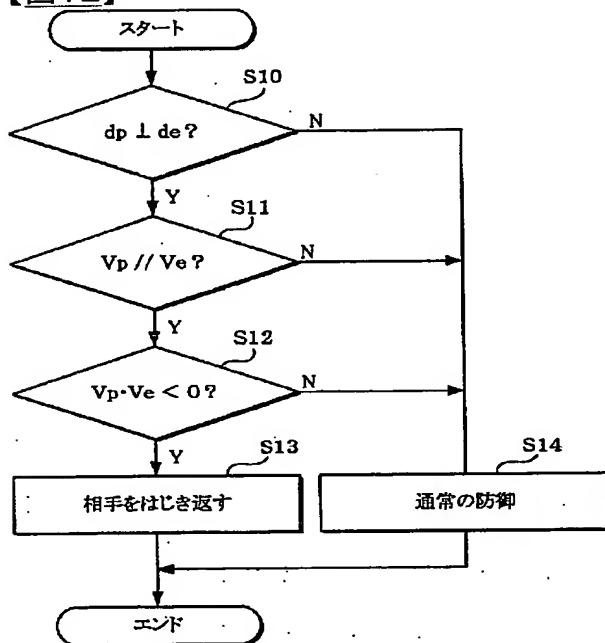 スタート
S10
dp ⊥ de?
N
Y
S11
Vp // Ve?
N
Y
S12
Vp・Ve < 0?
N
Y
S13
相手をはじき返す
S14
通常の防御
エンド